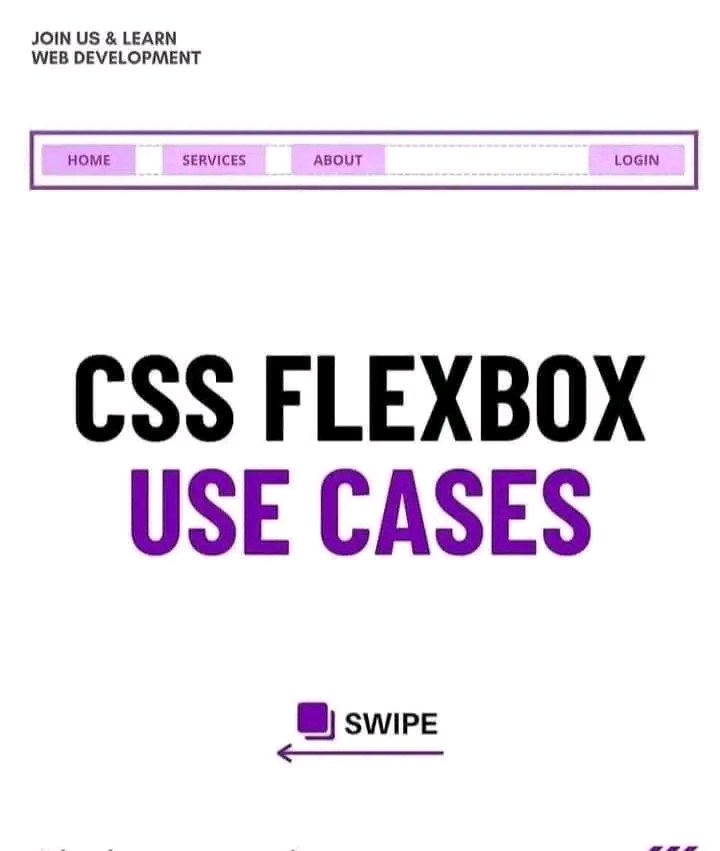 JOIN US & LEARN
WEB DEVELOPMENT
HOME SERVICES ABOUT LOGIN
CSS FLEXBOX
USE CASES
SWIPE